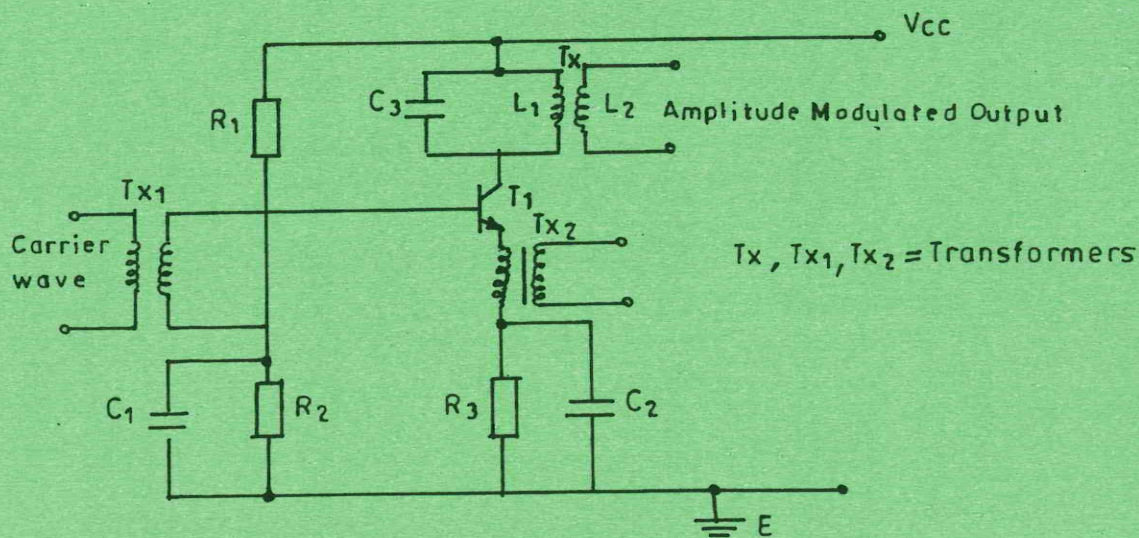 Vcc
Tx
C3
L1
L2
Amplitude Modulated Output
R1
Tx1
T1
Tx2
Carrier
wave
Tx, Tx1, Tx2 = Transformers
C1
R2
R3
C2
E